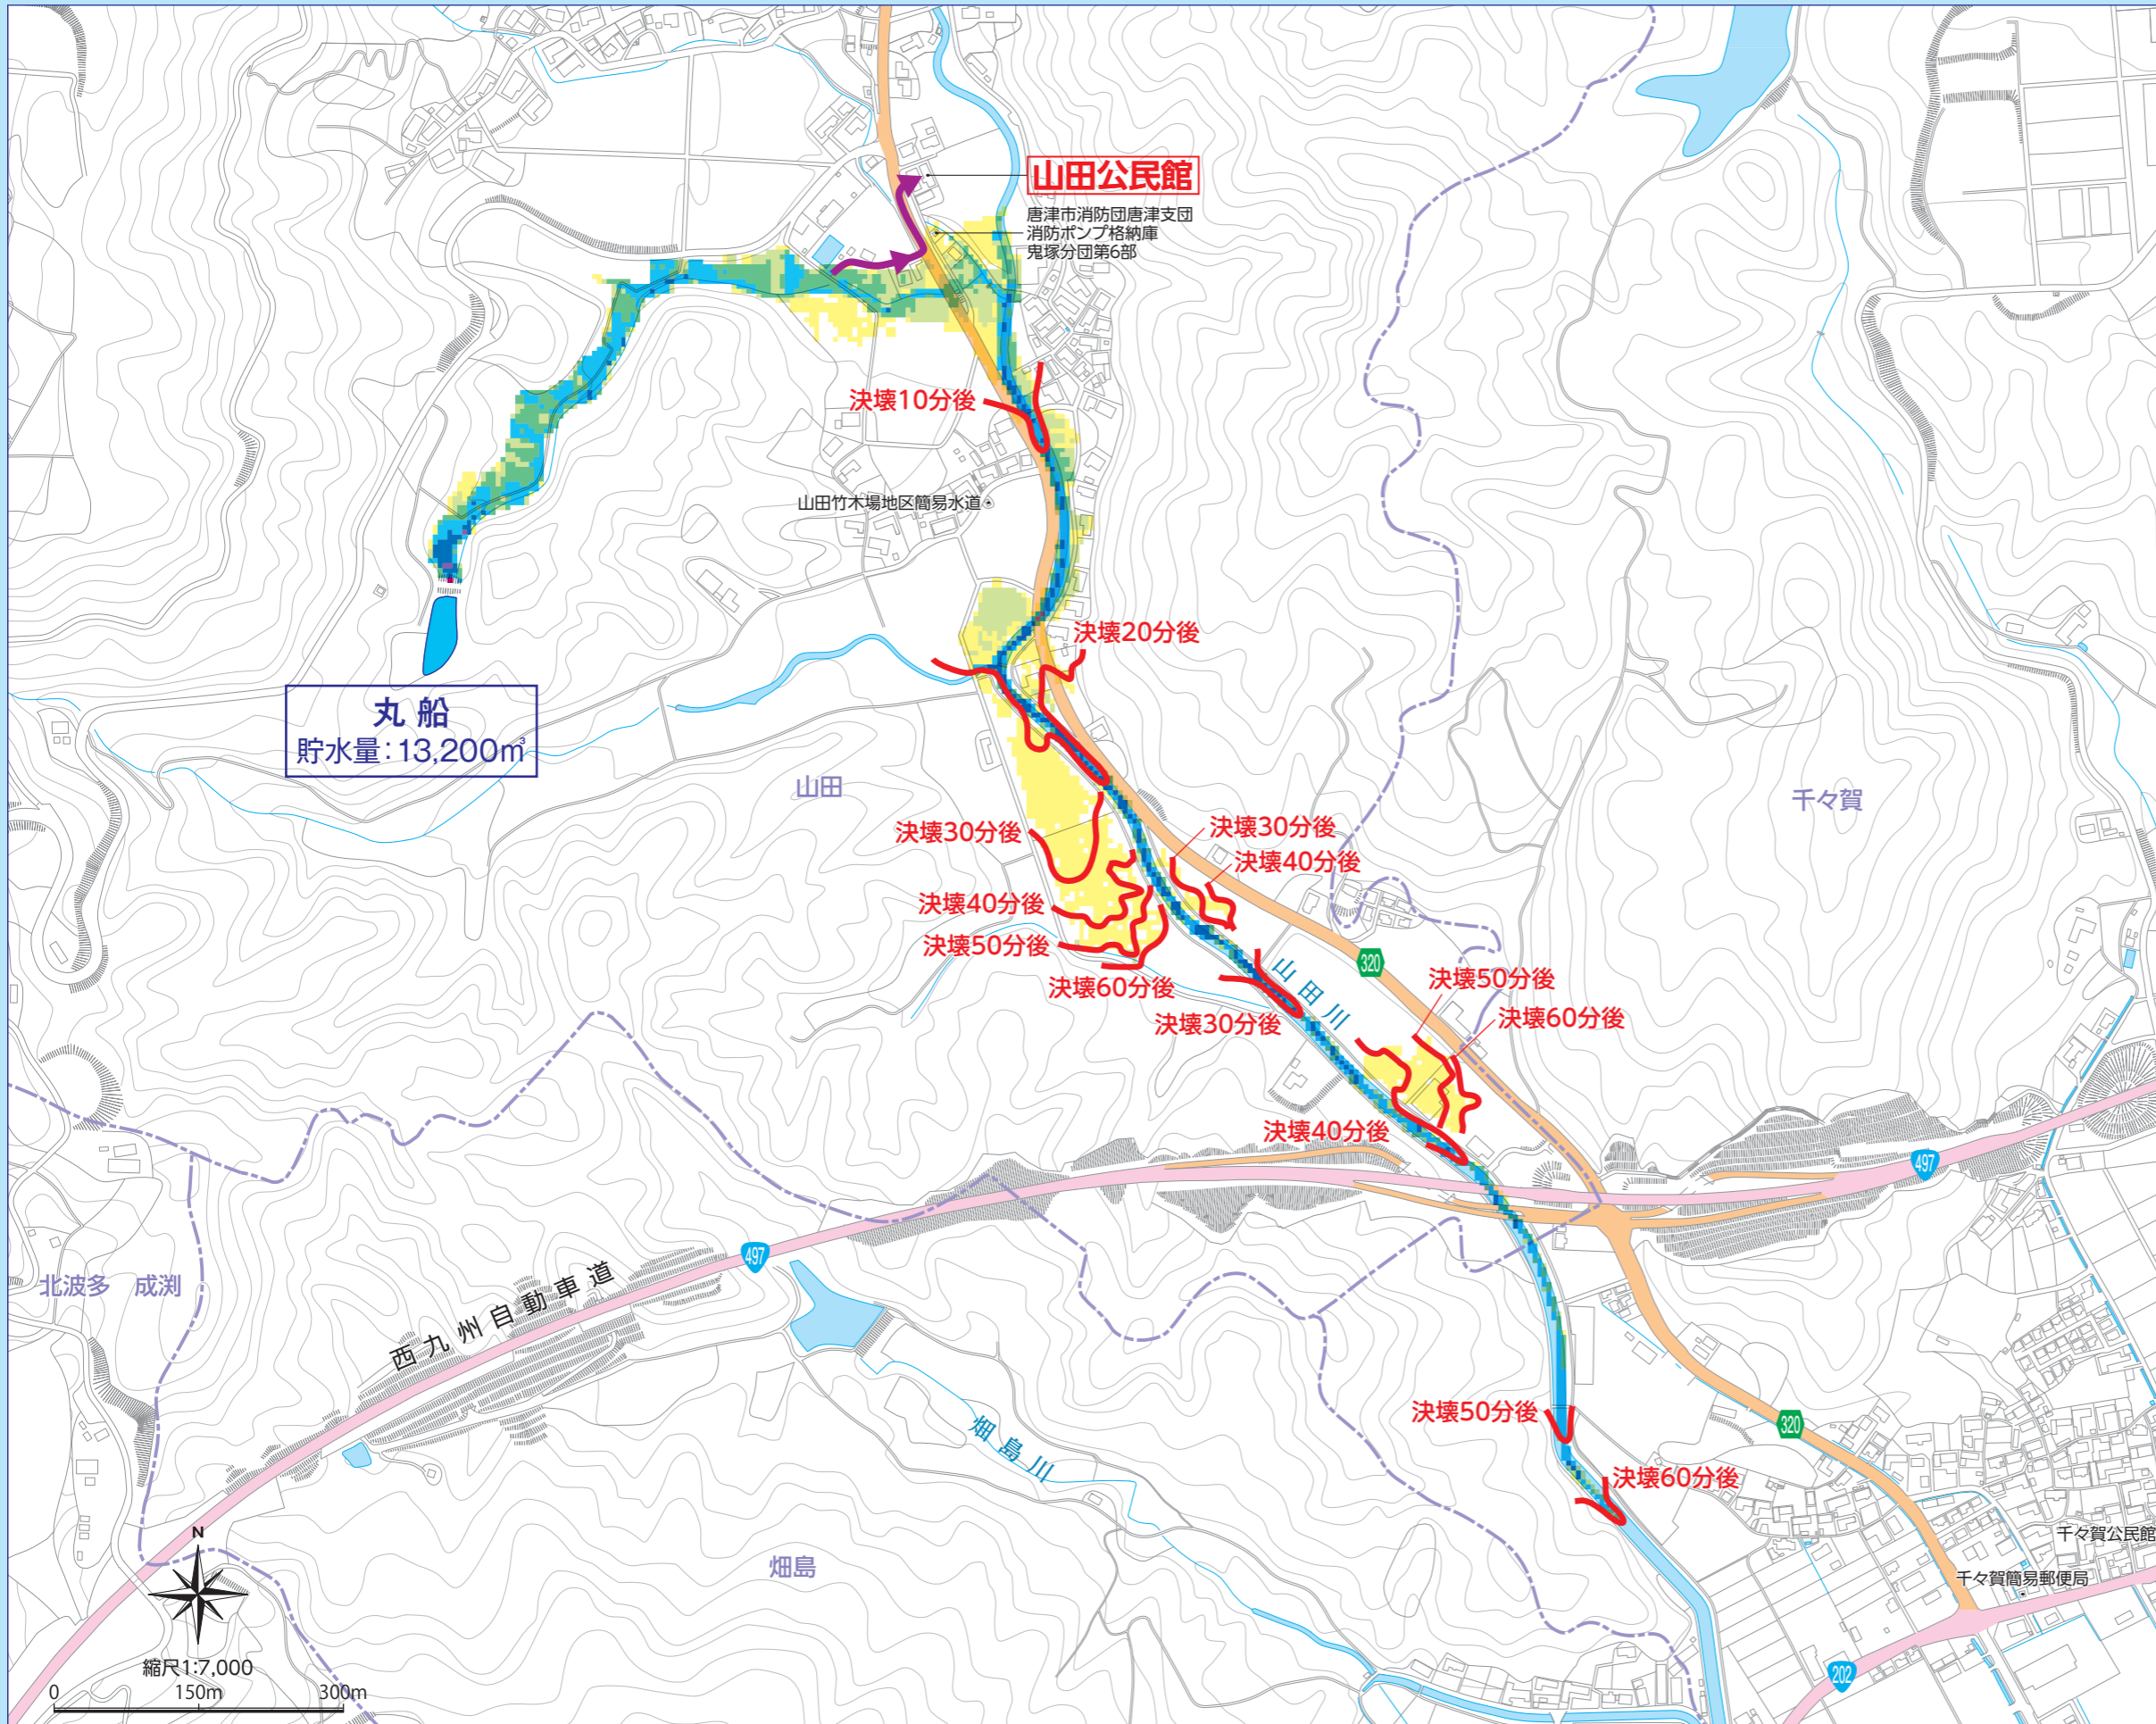 山田公民館
唐津市消防団唐津支団
消防ポンプ格納庫
鬼塚分団第6部
決壊10分後
山田竹木場地区簡易水道
決壊20分後
丸船
貯水量:13,200㎥
山田
千々賀
決壊30分後
決壊30分後
決壊40分後
決壊40分後
決壊50分後
320
山田川
決壊50分後
決壊60分後
決壊60分後
決壊30分後
決壊40分後
497
497
北波多 成渕
西九州自動車道
決壊50分後
320
畑島川
決壊60分後
N
千々賀公民館
畑島
千々賀簡易郵便局
縮尺1:7,000
202
0 150m 300m